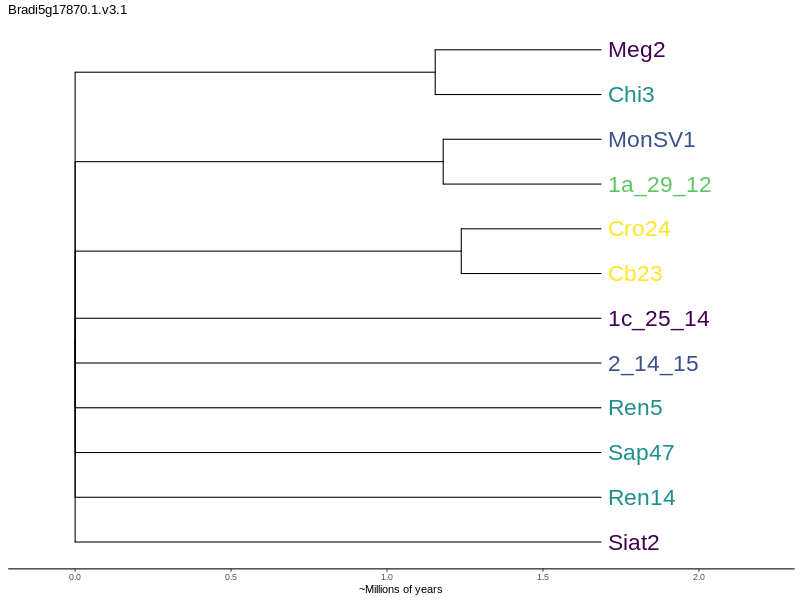 Bradi5g17870.1.v3.1
Meg2
Chi3
MonSV1
1a_29_12
Cro24
Cb23
1c_25_14
2_14_15
Ren5
Sap47
Ren14
Siat2
0.0 0.5 1.0 1.5 2.0
~Millions of years